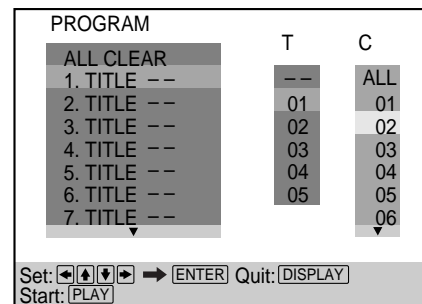 PROGRAM
T C
ALL CLEAR
1. TITLE – –
2. TITLE – –
3. TITLE – –
4. TITLE – –
5. TITLE – –
6. TITLE – –
7. TITLE – –
– –
01
02
03
04
05
ALL
01
02
03
04
05
06
Set: ENTER Quit: DISPLAY
Start: PLAY